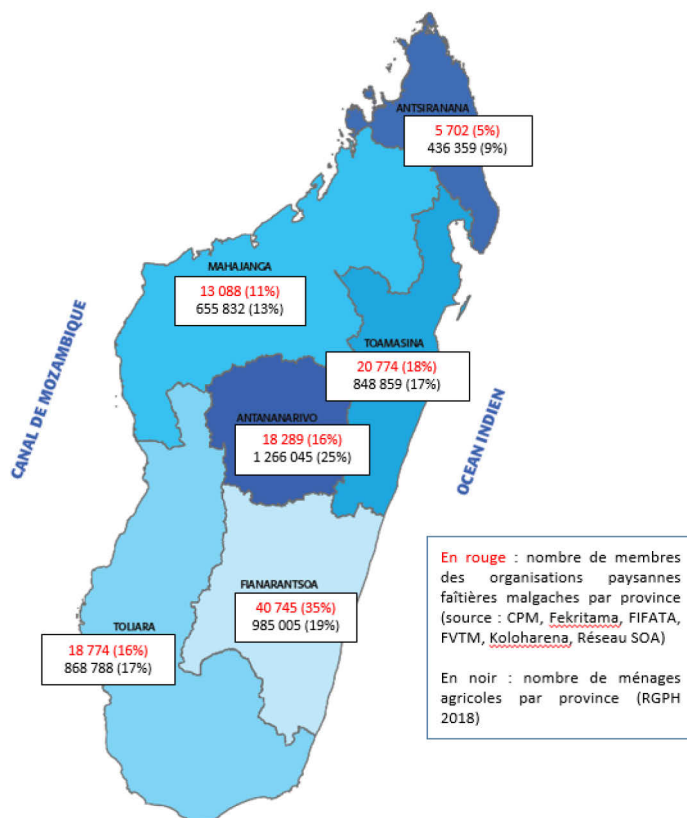 ANTSIRANANA
5 702 (5%)
436 359 (9%)
MAHAJANGA
13 088 (11%)
655 832 (13%)
CANAL DE MOZAMBIQUE
TOAMASINA
20 774 (18%)
848 859 (17%)
ANTANANARIVO
18 289 (16%)
1 266 045 (25%)
OCEAN INDIEN
FIANARANTSOA
40 745 (35%)
985 005 (19%)
TOLIARA
18 774 (16%)
868 788 (17%)
En rouge : nombre de membres
des organisations paysannes
faîtières malgaches par province
(source : CPM, Fekritama, FIFATA,
FVTM, Koloharena, Réseau SOA)
En noir : nombre de ménages
agricoles par province (RGPH
2018)